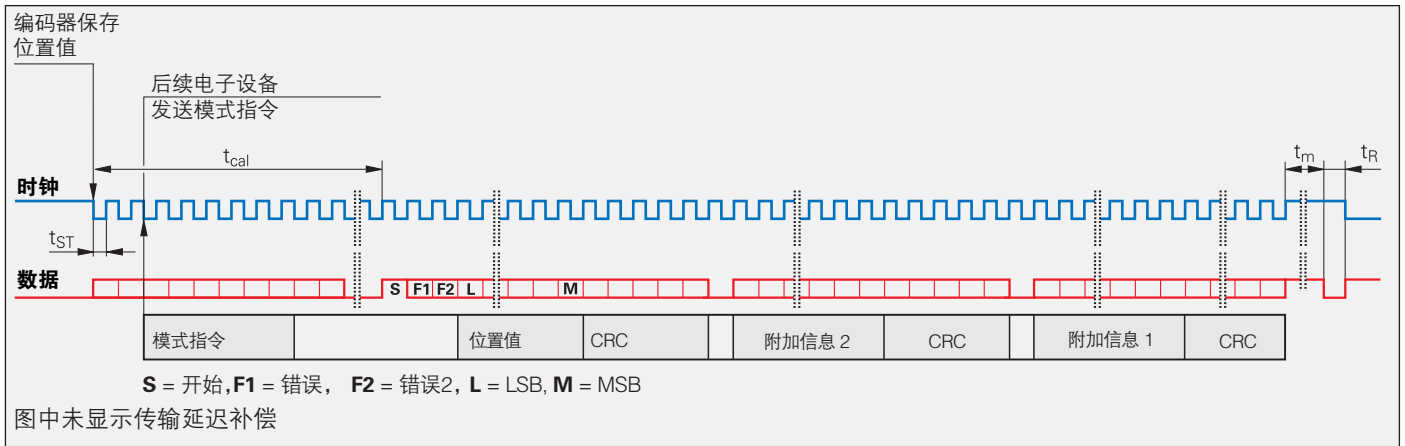 编码器保存
位置值
后续电子设备
发送模式指令
t_cal
t_m
t_R
时钟
t_ST
数据
S F1 F2 L M
模式指令 位置值 CRC 附加信息 2 CRC 附加信息 1 CRC
S = 开始,F1 = 错误， F2 = 错误2, L = LSB, M = MSB
图中未显示传输延迟补偿